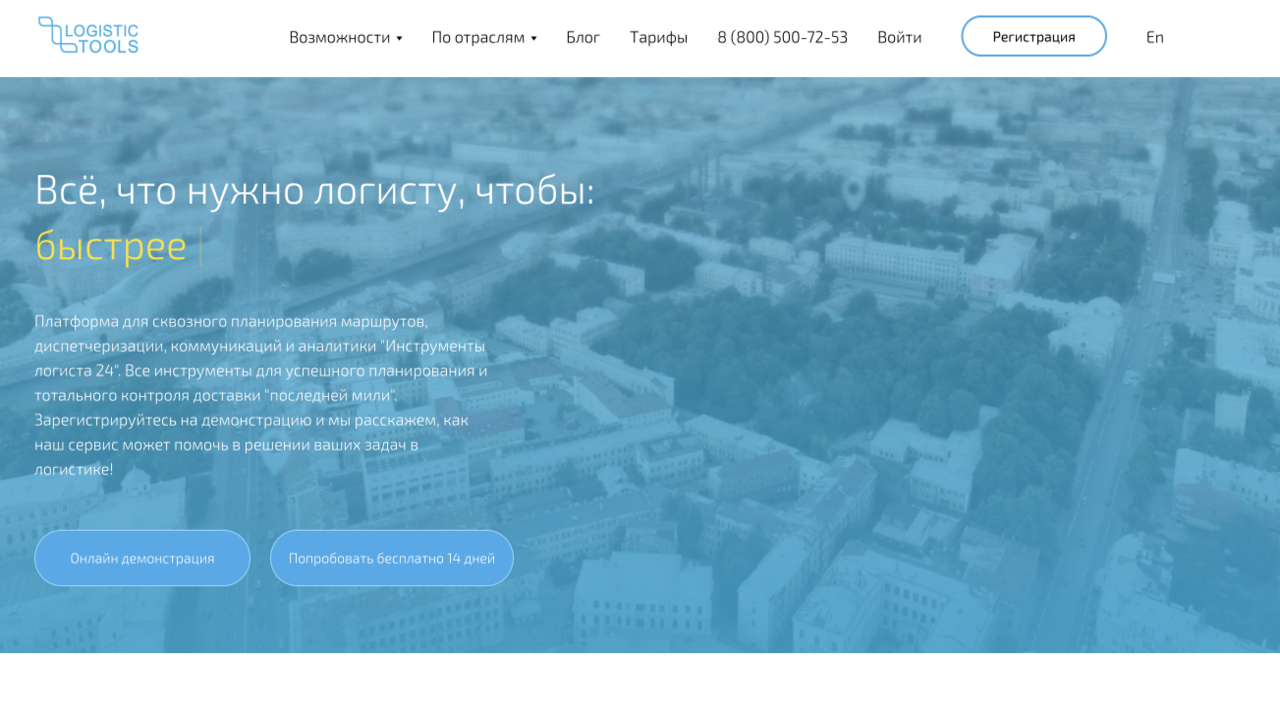 LOGISTIC
TOOLS
Возможности
По отраслям
Блог
Тарифы
8 (800) 500-72-53
Войти
Регистрация
En
Всё, что нужно логисту, чтобы:
быстрее
Платформа для сквозного планирования маршрутов,
диспетчеризации, коммуникаций и аналитики "Инструменты
логиста 24". Все инструменты для успешного планирования и
тотального контроля доставки "последней мили".
Зарегистрируйтесь на демонстрацию и мы расскажем, как
наш сервис может помочь в решении ваших задач в
логистике!
Онлайн демонстрация
Попробовать бесплатно 14 дней